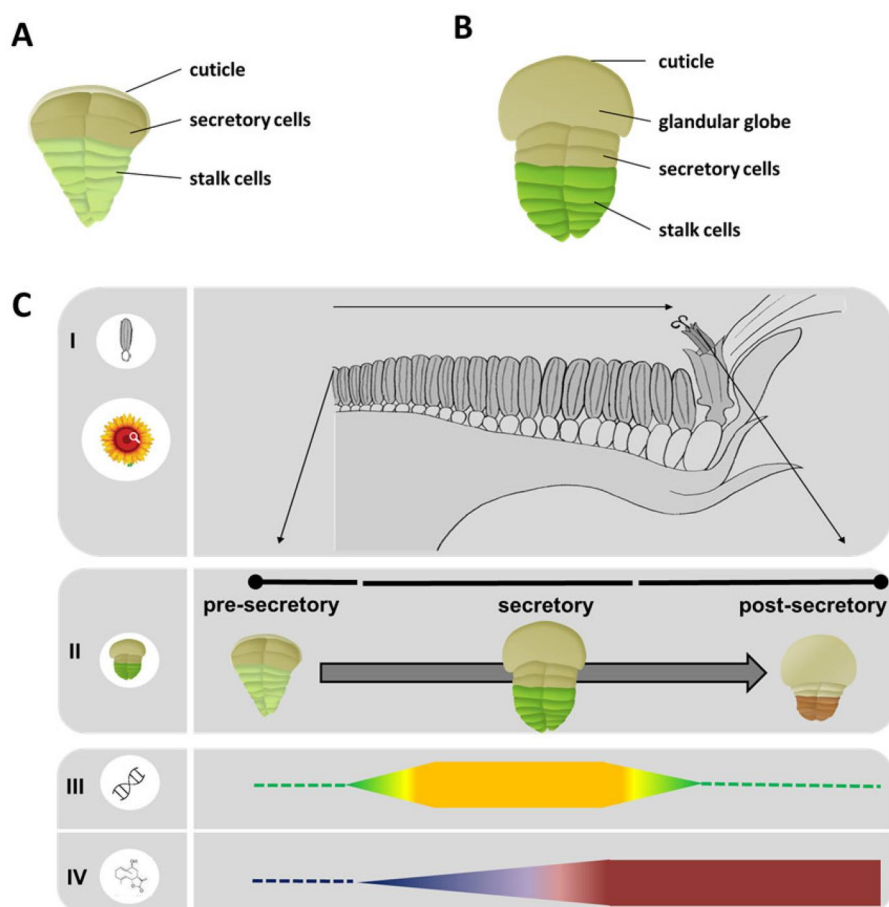 A
cuticle
secretory cells
stalk cells
B
cuticle
glandular globe
secretory cells
stalk cells
C
I
II
pre-secretory
secretory
post-secretory
III
IV